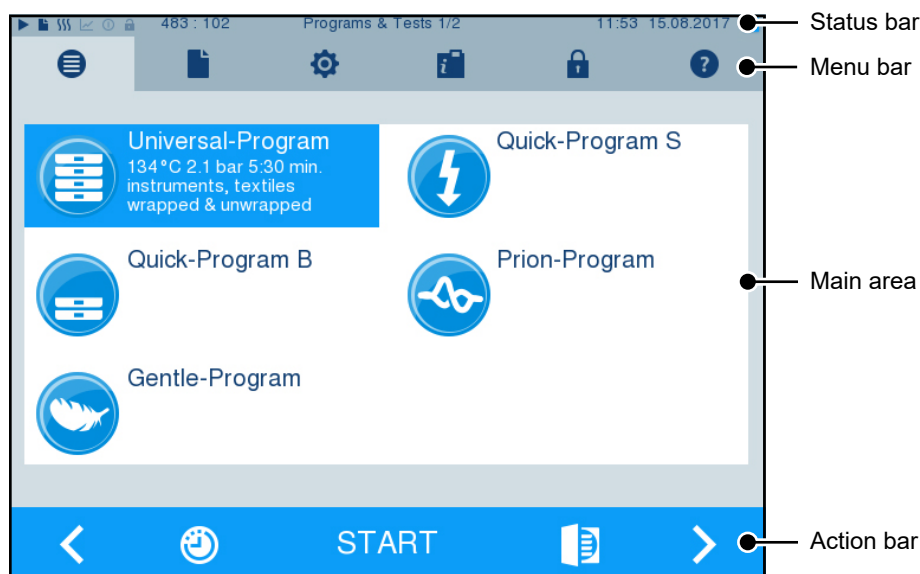 483 : 102 Programs & Tests 1/2 11:53 15.08.2017
Status bar
Menu bar
Universal-Program
134°C 2.1 bar 5:30 min.
instruments, textiles
wrapped & unwrapped
Quick-Program S
Quick-Program B
Prion-Program
Main area
Gentle-Program
START
Action bar